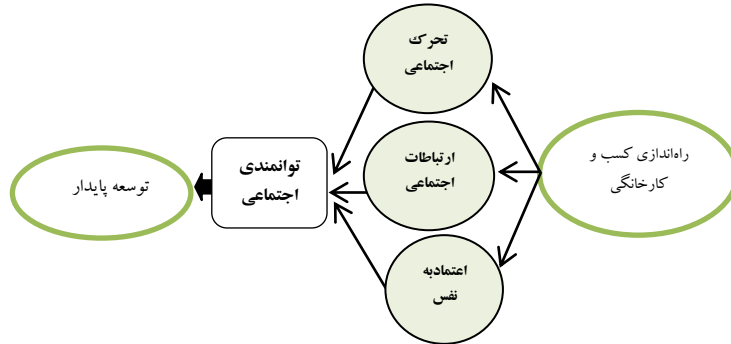 تحرک
اجتماعی
راه‌اندازی کسب و
کارخانگی
ارتباطات
اجتماعی
توانمندی
اجتماعی
توسعه پایدار
اعتمادبه
نفس